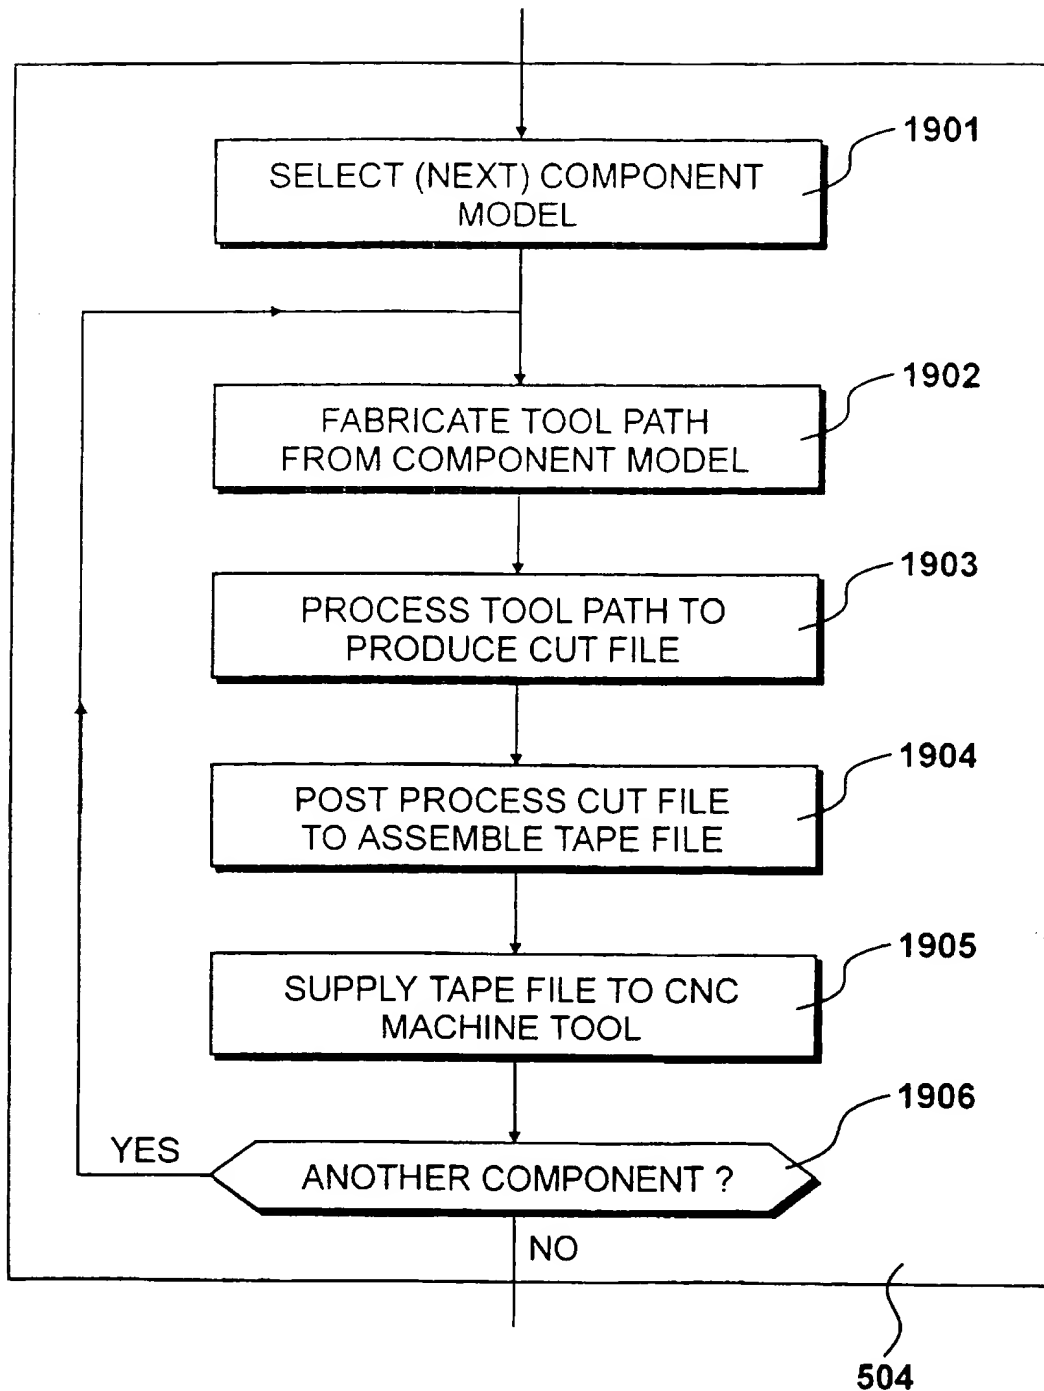 1901
SELECT (NEXT) COMPONENT
MODEL
1902
FABRICATE TOOL PATH
FROM COMPONENT MODEL
1903
PROCESS TOOL PATH TO
PRODUCE CUT FILE
1904
POST PROCESS CUT FILE
TO ASSEMBLE TAPE FILE
1905
SUPPLY TAPE FILE TO CNC
MACHINE TOOL
1906
YES
ANOTHER COMPONENT ?
NO
504